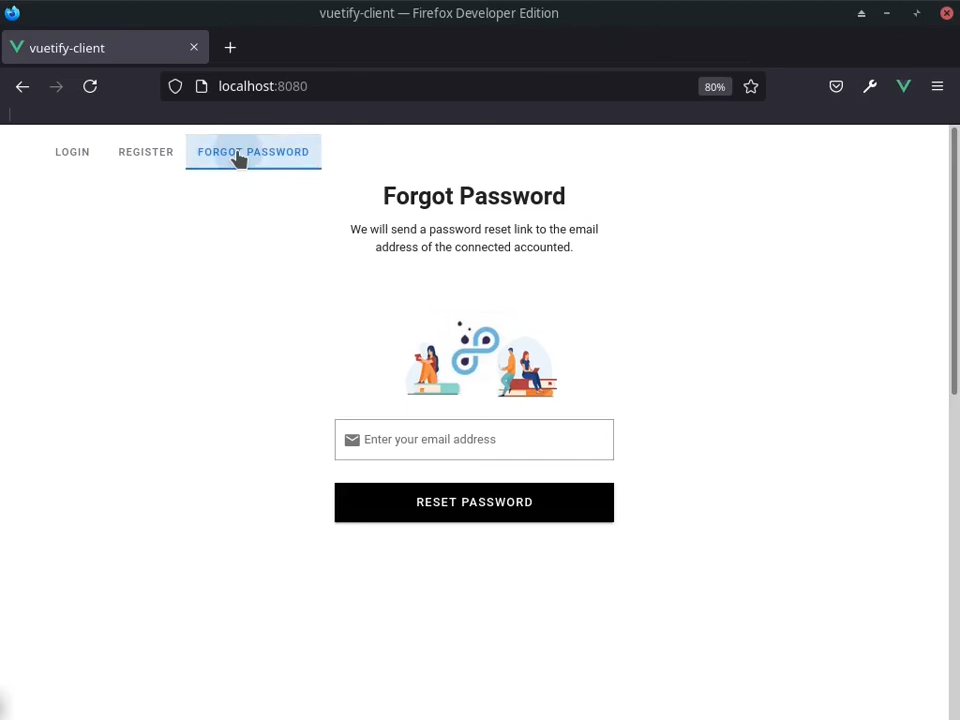 vuetify-client — Firefox Developer Edition
vuetify-client
localhost:8080
80%
LOGIN
REGISTER
FORGOT PASSWORD
Forgot Password
We will send a password reset link to the email
address of the connected accounted.
Enter your email address
RESET PASSWORD